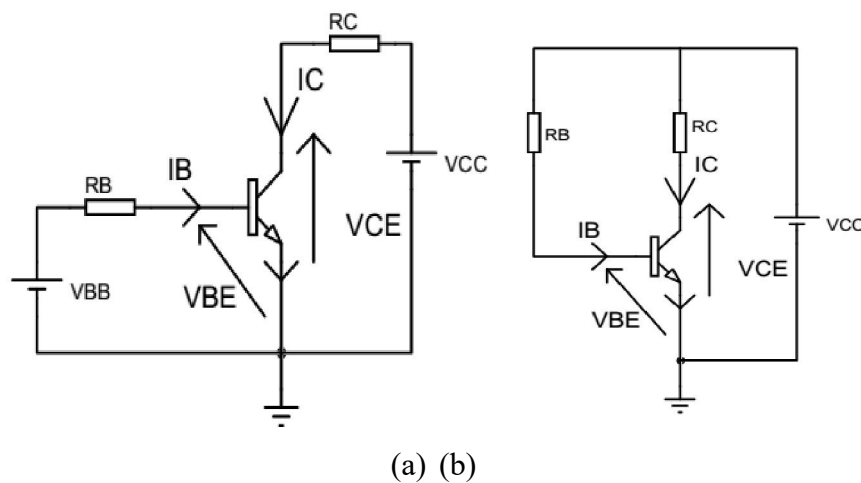 RC
IC
RB
IB
VCC
VCE
VBB
VBE
RB
RC
IC
IB
VCC
VCE
VBE
(a) (b)